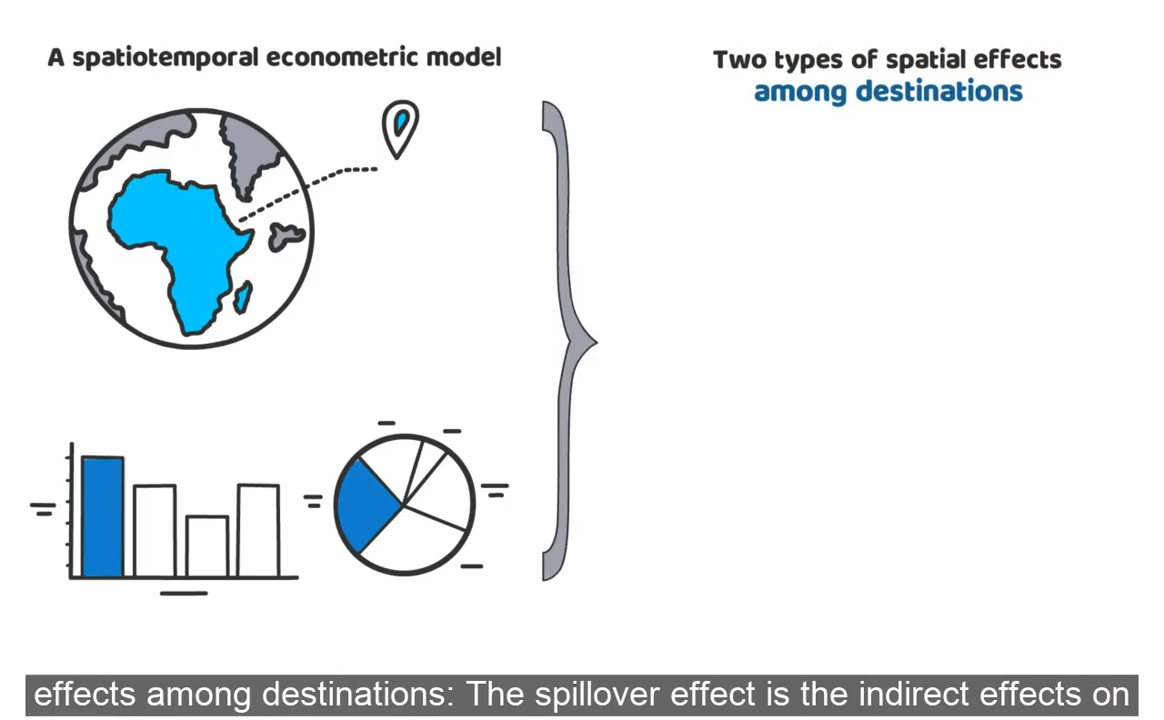 A spatiotemporal econometric model
Two types of spatial effects
among destinations
effects among destinations: The spillover effect is the indirect effects on